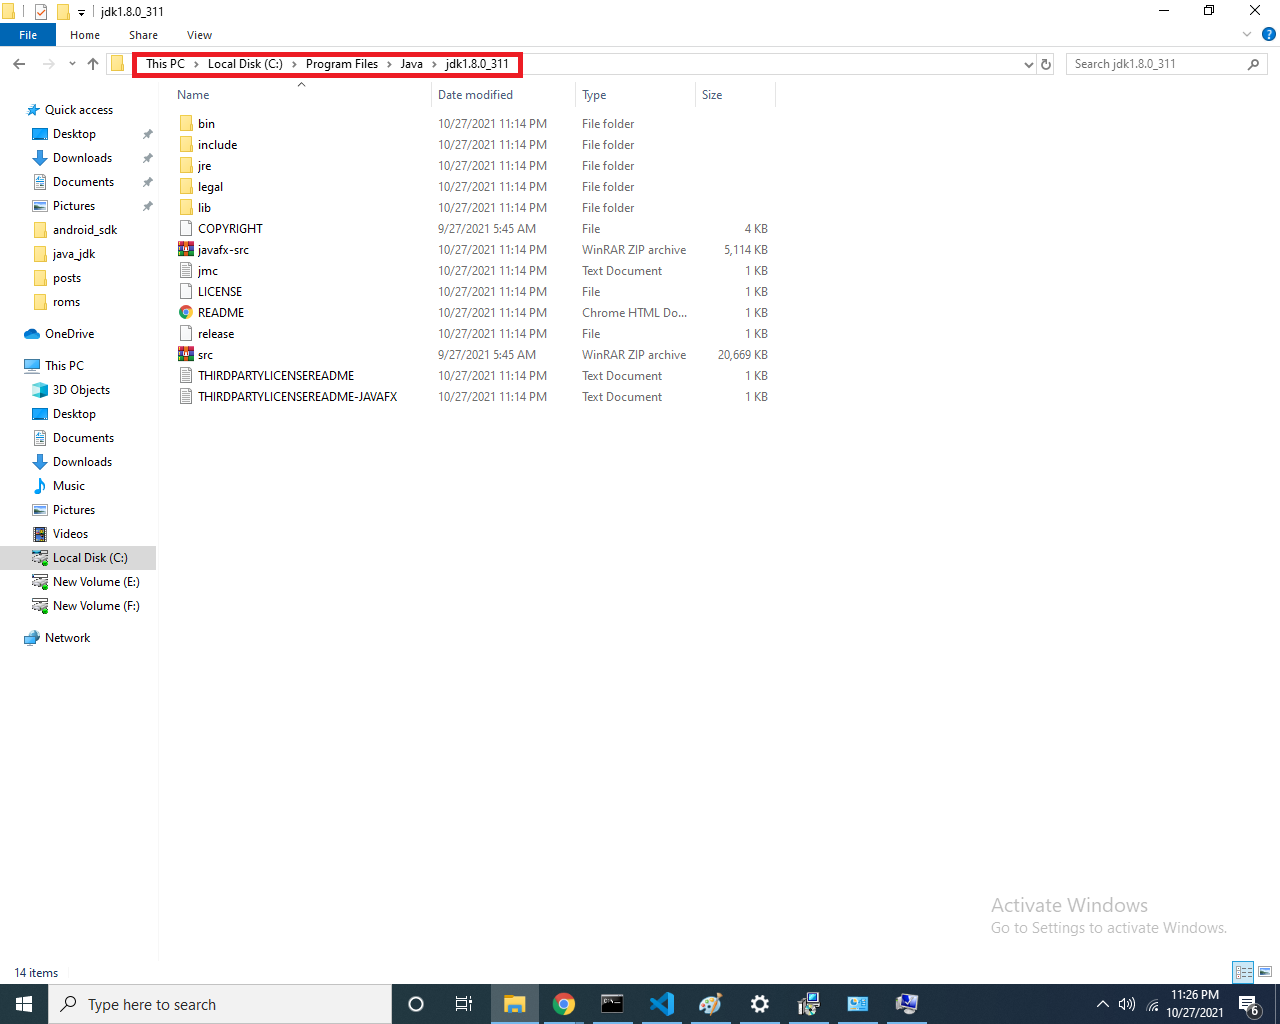 jdk1.8.0_311
File Home Share View
This PC Local Disk (C:) Program Files Java jdk1.8.0_311
Search jdk1.8.0_311
Name Date modified Type Size
Quick access
Desktop
Downloads
Documents
Pictures
android_sdk
java_jdk
posts
roms
OneDrive
This PC
3D Objects
Desktop
Documents
Downloads
Music
Pictures
Videos
Local Disk (C:)
New Volume (E:)
New Volume (F:)
Network
bin 10/27/2021 11:14 PM File folder
include 10/27/2021 11:14 PM File folder
jre 10/27/2021 11:14 PM File folder
legal 10/27/2021 11:14 PM File folder
lib 10/27/2021 11:14 PM File folder
COPYRIGHT 9/27/2021 5:45 AM File 4 KB
javafx-src 10/27/2021 11:14 PM WinRAR ZIP archive 5,114 KB
jmc 10/27/2021 11:14 PM Text Document 1 KB
LICENSE 10/27/2021 11:14 PM File 1 KB
README 10/27/2021 11:14 PM Chrome HTML Do... 1 KB
release 10/27/2021 11:14 PM File 1 KB
src 9/27/2021 5:45 AM WinRAR ZIP archive 20,669 KB
THIRDPARTYLICENSEREADME 10/27/2021 11:14 PM Text Document 1 KB
THIRDPARTYLICENSEREADME-JAVAFX 10/27/2021 11:14 PM Text Document 1 KB
Activate Windows
Go to Settings to activate Windows.
14 items
Type here to search
11:26 PM
10/27/2021
6